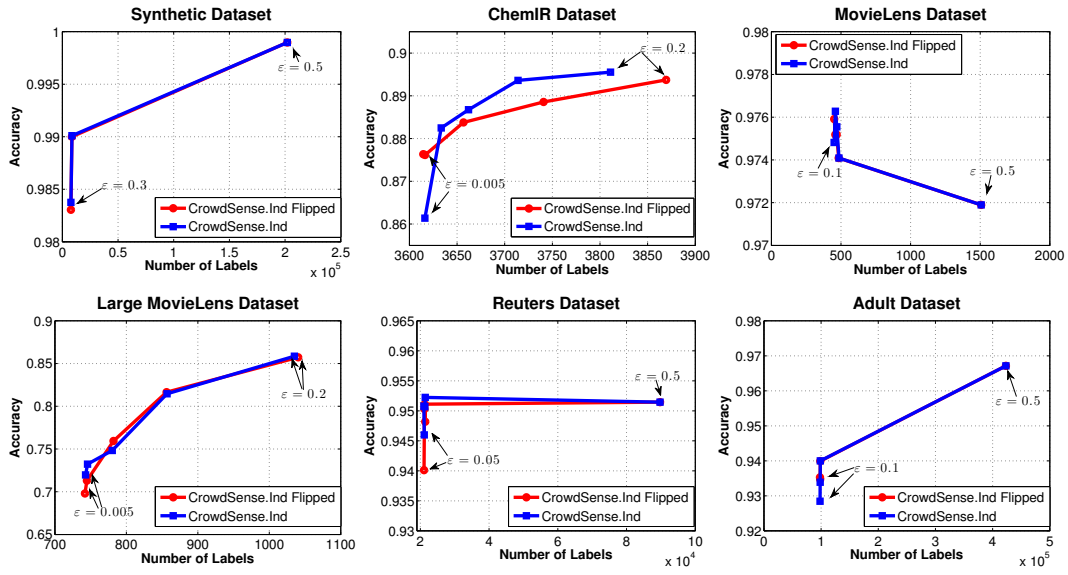 Synthetic Dataset
1
0.995
0.99
0.985
0.98
Accuracy
ε = 0.5
ε = 0.3
CrowdSense.Ind Flipped
CrowdSense.Ind
0 0.5 1 1.5 2 2.5
Number of Labels
x 10^5
ChemIR Dataset
0.9
0.89
0.88
0.87
0.86
Accuracy
ε = 0.2
ε = 0.005
CrowdSense.Ind Flipped
CrowdSense.Ind
3600 3650 3700 3750 3800 3850 3900
Number of Labels
MovieLens Dataset
0.98
0.978
0.976
0.974
0.972
0.97
Accuracy
CrowdSense.Ind Flipped
CrowdSense.Ind
ε = 0.1
ε = 0.5
0 500 1000 1500 2000
Number of Labels
Large MovieLens Dataset
0.9
0.85
0.8
0.75
0.7
0.65
Accuracy
ε = 0.2
ε = 0.005
CrowdSense.Ind Flipped
CrowdSense.Ind
700 800 900 1000 1100
Number of Labels
Reuters Dataset
0.965
0.96
0.955
0.95
0.945
0.94
0.935
0.93
Accuracy
ε = 0.5
ε = 0.05
CrowdSense.Ind Flipped
CrowdSense.Ind
2 4 6 8 10
Number of Labels
x 10^4
Adult Dataset
0.98
0.97
0.96
0.95
0.94
0.93
0.92
Accuracy
ε = 0.5
ε = 0.1
CrowdSense.Ind Flipped
CrowdSense.Ind
0 1 2 3 4 5
Number of Labels
x 10^5